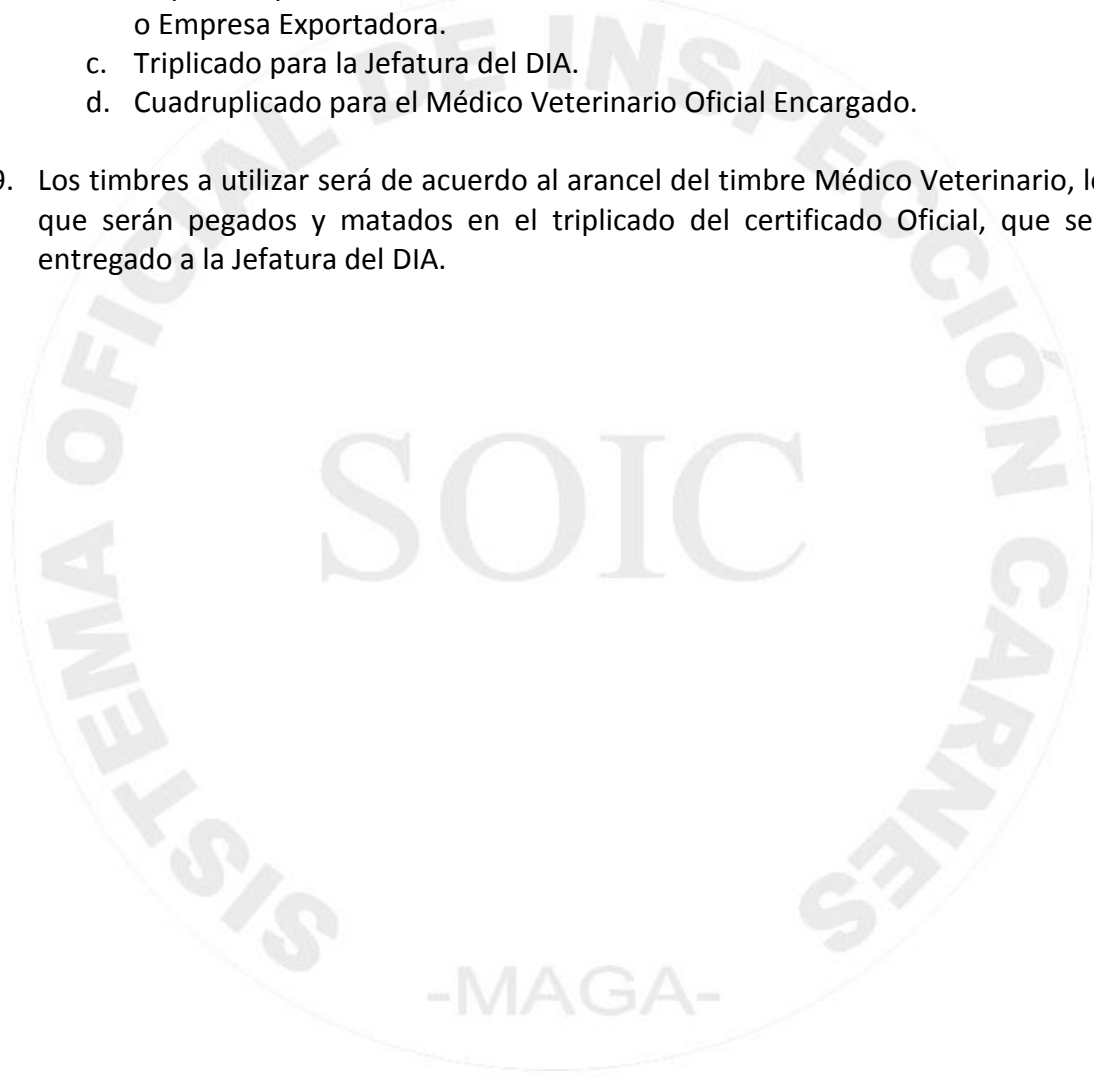 o Empresa Exportadora.
c. Triplicado para la Jefatura del DIA.
d. Cuadruplicado para el Médico Veterinario Oficial Encargado.
9. Los timbres a utilizar será de acuerdo al arancel del timbre Médico Veterinario, l
que serán pegados y matados en el triplicado del certificado Oficial, que se
entregado a la Jefatura del DIA.
SISTEMA OFICIAL DE INSPECCIÓN CARNES
SOIC
-MAGA-